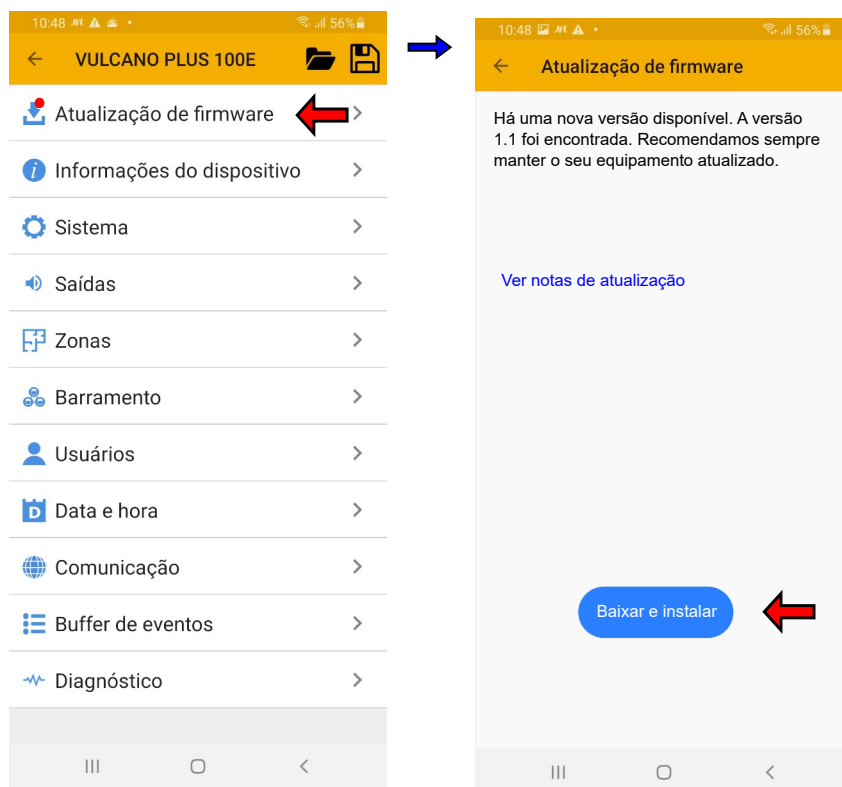 10:48
56%
VULCANO PLUS 100E
Atualização de firmware
Informações do dispositivo
Sistema
Saídas
Zonas
Barramento
Usuários
D
Data e hora
Comunicação
Buffer de eventos
Diagnóstico
10:48
56%
Atualização de firmware
Há uma nova versão disponível. A versão
1.1 foi encontrada. Recomendamos sempre
manter o seu equipamento atualizado.
Ver notas de atualização
Baixar e instalar